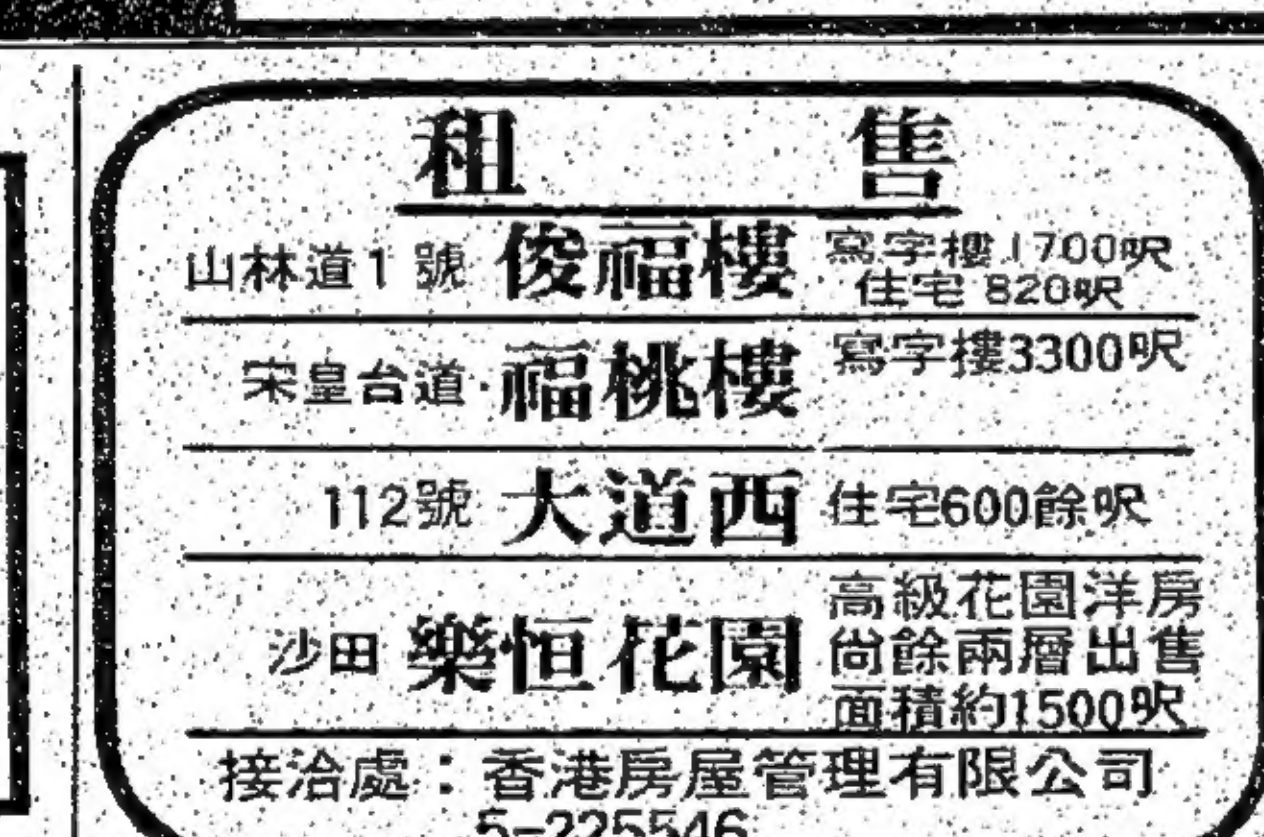 租 售
山林道1號 俊福樓 寫字樓1700呎
住宅 820呎
宋皇台道 福桃樓 寫字樓3300呎
112號 大道西 住宅600餘呎
沙田 樂恒花園 高級花園洋房
尚餘兩層出售
面積約1500呎
接洽處：香港房屋管理有限公司
5-225546